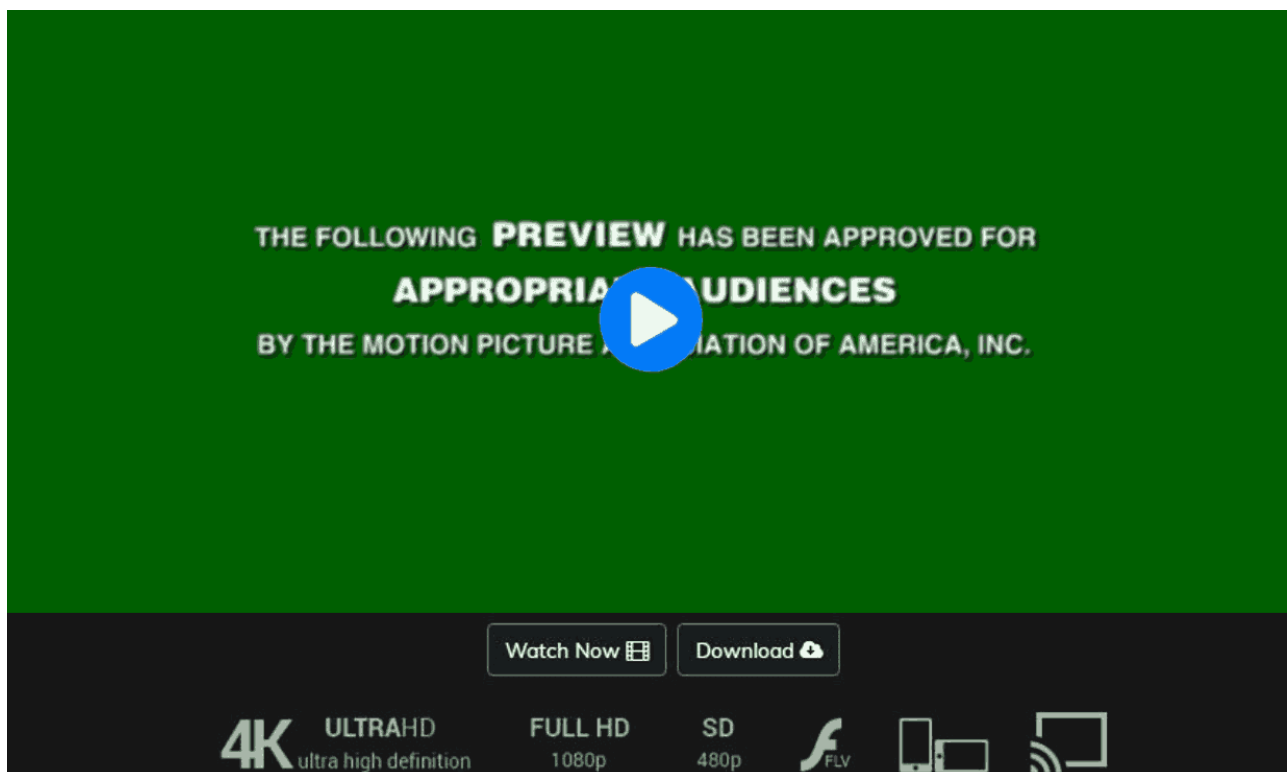 THE FOLLOWING PREVIEW HAS BEEN APPROVED FOR
AUDIENCES
BY THE MOTION PICTURE OF AMERICA, INC.
Watch Now
Download
4K ULTRAHD
ultra high definition
FULL HD
1080p
SD
480p
FLV